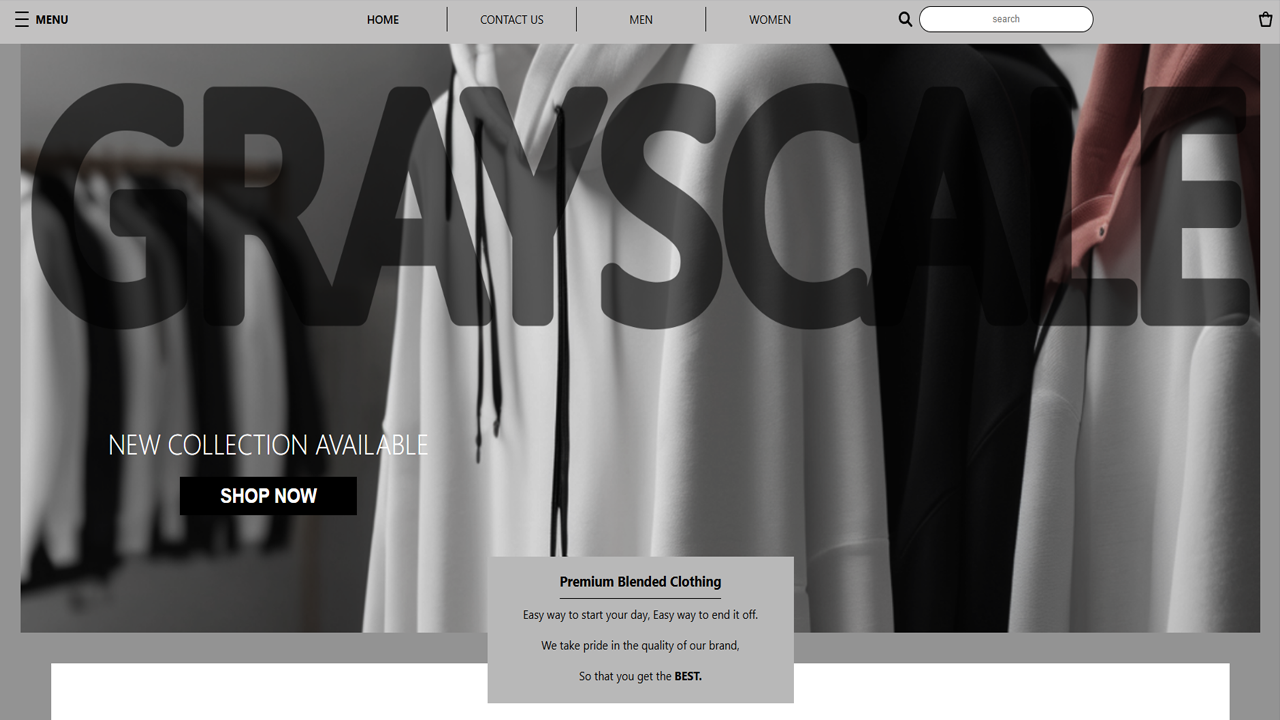 MENU
HOME
CONTACT US
MEN
WOMEN
search
GRAYSCALE
NEW COLLECTION AVAILABLE
SHOP NOW
Premium Blended Clothing
Easy way to start your day, Easy way to end it off.
We take pride in the quality of our brand,
So that you get the BEST.